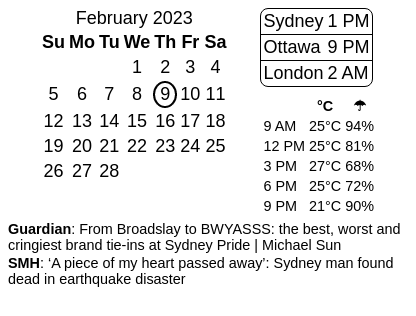 February 2023
Su Mo Tu We Th Fr Sa
1 2 3 4
5 6 7 8 9 10 11
12 13 14 15 16 17 18
19 20 21 22 23 24 25
26 27 28
Sydney 1 PM
Ottawa 9 PM
London 2 AM
°C ☂
9 AM 25°C 94%
12 PM 25°C 81%
3 PM 27°C 68%
6 PM 25°C 72%
9 PM 21°C 90%
Guardian: From Broadslay to BWYASSS: the best, worst and
cringiest brand tie-ins at Sydney Pride | Michael Sun
SMH: ‘A piece of my heart passed away’: Sydney man found
dead in earthquake disaster